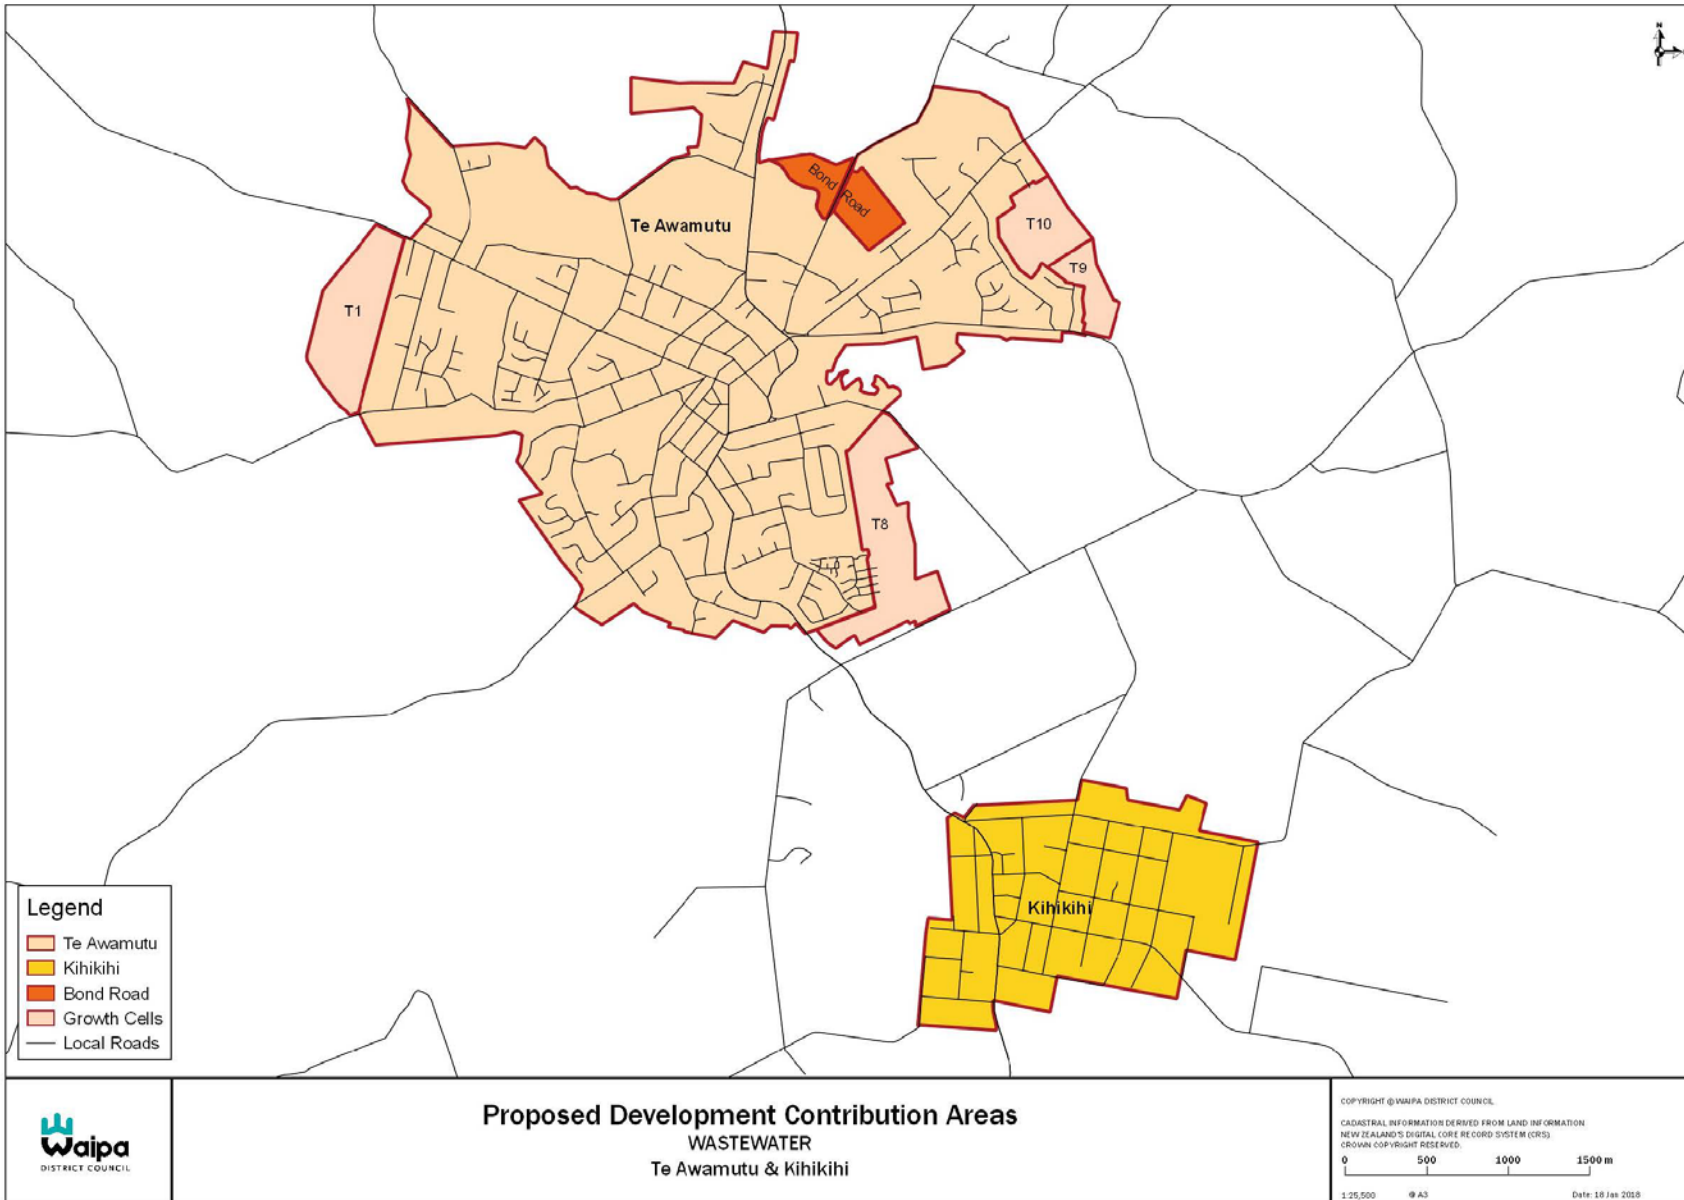 N
Te Awamutu
Bond Road
T10
T9
T1
T8
Kihikihi
Legend
Te Awamutu
Kihikihi
Bond Road
Growth Cells
Local Roads
Waipa
DISTRICT COUNCIL
Proposed Development Contribution Areas
WASTEWATER
Te Awamutu & Kihikihi
COPYRIGHT @ WAIPA DISTRICT COUNCIL
CADASTRAL INFORMATION DERIVED FROM LAND INFORMATION
NEW ZEALAND'S DIGITAL CORE RECORD SYSTEM (CRS).
CROWN COPYRIGHT RESERVED.
0 500 1000 1500 m
1:25,500 @ A3 Date: 18 Jan 2018